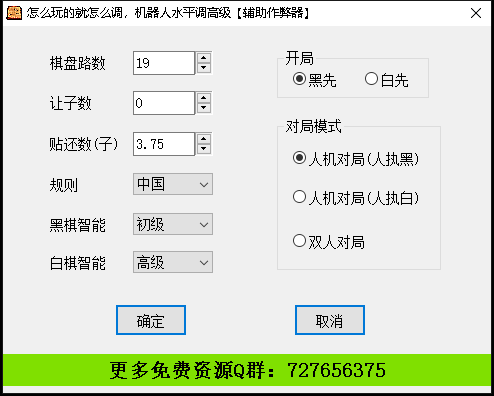 怎么玩的就怎么调，机器人水平调高级【辅助作弊器】
棋盘路数 19
让子数 0
贴还数(子) 3.75
规则 中国
黑棋智能 初级
白棋智能 高级
开局
黑先 白先
对局模式
人机对局(人执黑)
人机对局(人执白)
双人对局
确定 取消
更多免费资源Q群：727656375